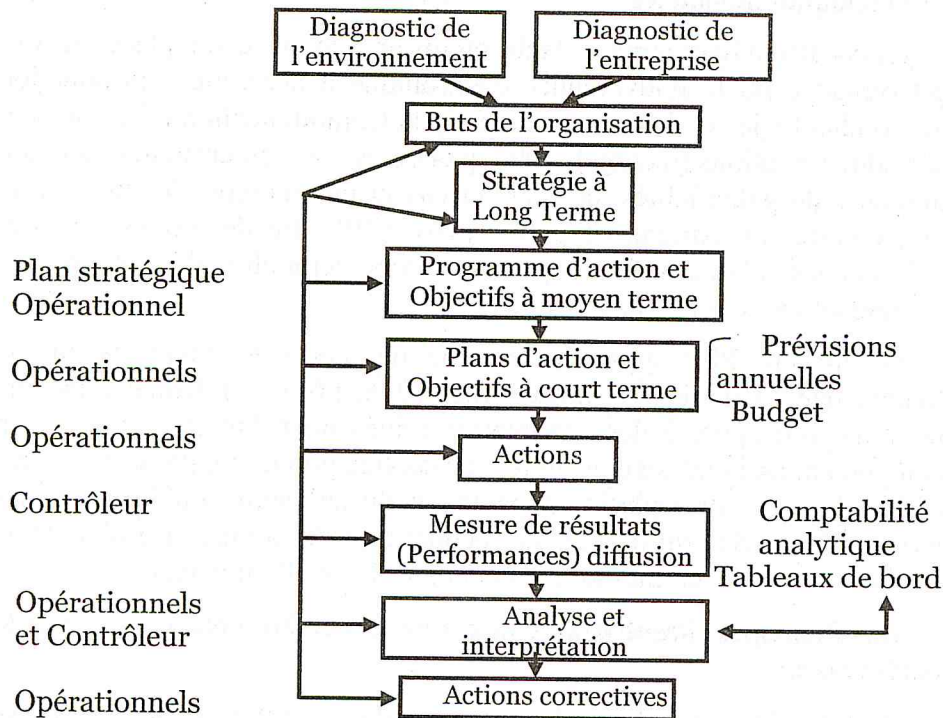 Diagnostic de
l'environnement
Diagnostic de
l'entreprise
Buts de l'organisation
Stratégie à
Long Terme
Plan stratégique
Opérationnel
Programme d'action et
Objectifs à moyen terme
Opérationnels
Plans d'action et
Objectifs à court terme
Prévisions
annuelles
Budget
Opérationnels
Actions
Contrôleur
Mesure de résultats
(Performances) diffusion
Comptabilité
analytique
Tableaux de bord
Opérationnels
et Contrôleur
Analyse et
interprétation
Opérationnels
Actions correctives